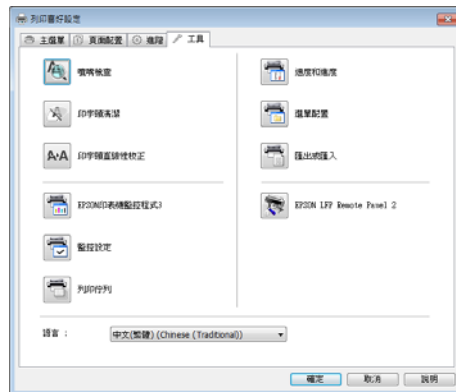 列印喜好設定
主選單 頁面配置 進階 工具
噴嘴檢查
印字頭清潔
印字頭直線性校正
EPSON印表機監控程式3
監控設定
列印佇列
速度和進度
選單配置
匯出或匯入
EPSON LFP Remote Panel 2
語言：
中文(繁體) (Chinese (Traditional))
確定 取消 說明